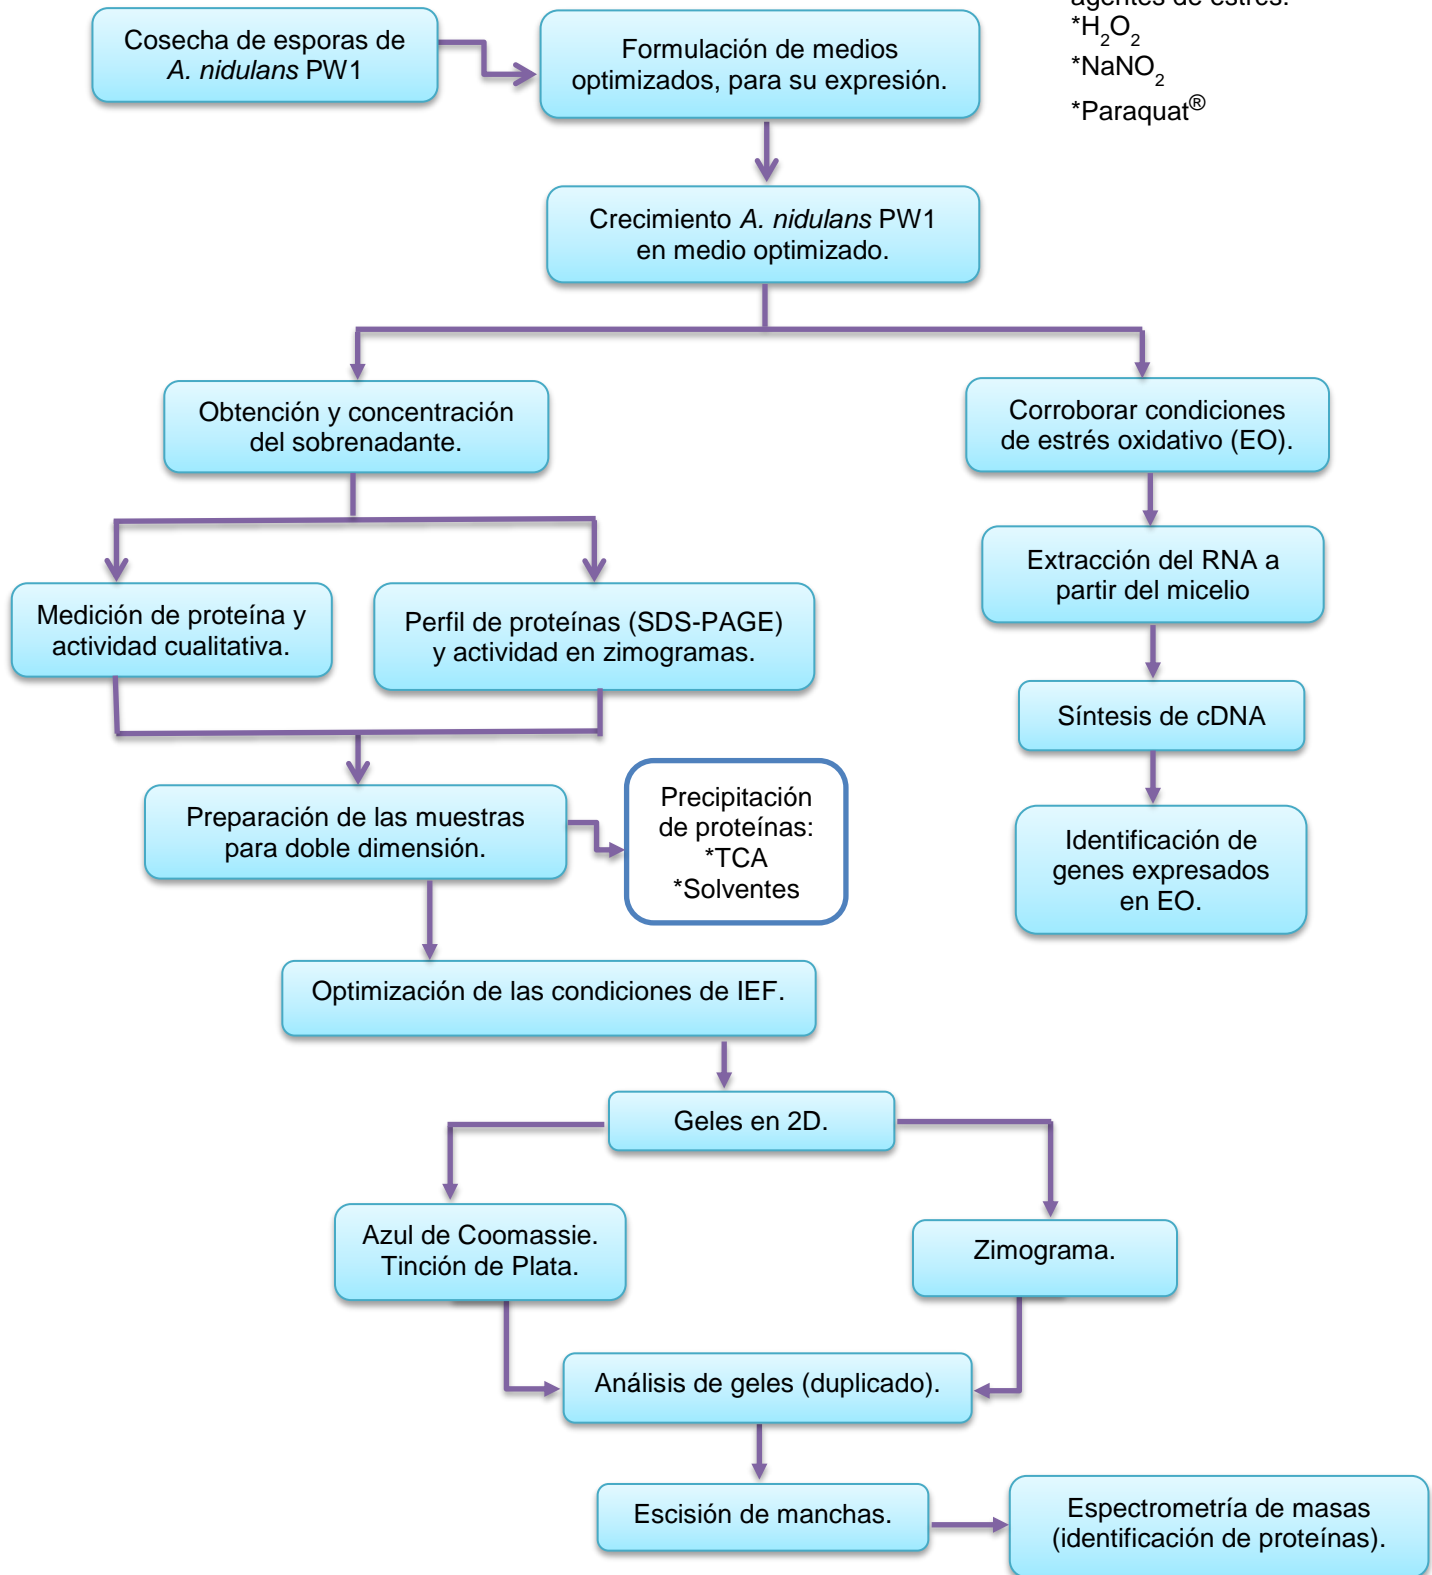 agentes de estrés:
*H₂O₂
*NaNO₂
*Paraquat®
Cosecha de esporas de
A. nidulans PW1
Formulación de medios
optimizados, para su expresión.
Crecimiento A. nidulans PW1
en medio optimizado.
Obtención y concentración
del sobrenadante.
Corroborar condiciones
de estrés oxidativo (EO).
Medición de proteína y
actividad cualitativa.
Perfil de proteínas (SDS-PAGE)
y actividad en zimogramas.
Extracción del RNA a
partir del micelio
Síntesis de cDNA
Preparación de las muestras
para doble dimensión.
Precipitación
de proteínas:
*TCA
*Solventes
Identificación de
genes expresados
en EO.
Optimización de las condiciones de IEF.
Geles en 2D.
Azul de Coomassie.
Tinción de Plata.
Zimograma.
Análisis de geles (duplicado).
Escisión de manchas.
Espectrometría de masas
(identificación de proteínas).